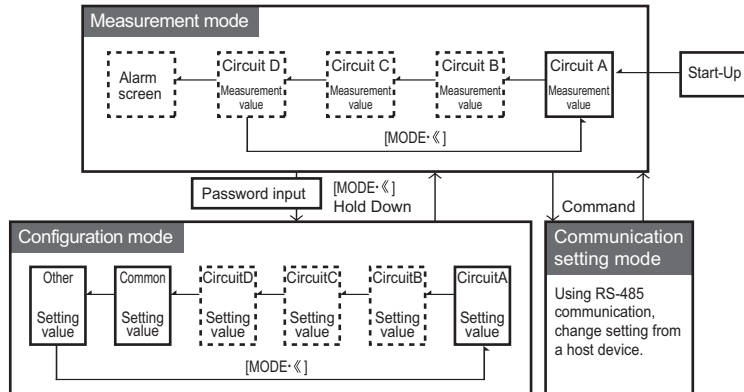 Measurement mode
Alarm
screen
Circuit D
Measurement
value
Circuit C
Measurement
value
Circuit B
Measurement
value
Circuit A
Measurement
value
Start-Up
[MODE·《 ]
Password input
[MODE·《 ]
Hold Down
Command
Configuration mode
Other
Setting
value
Common
Setting
value
CircuitD
Setting
value
CircuitC
Setting
value
CircuitB
Setting
value
CircuitA
Setting
value
[MODE·《 ]
Communication
setting mode
Using RS-485
communication,
change setting from
a host device.